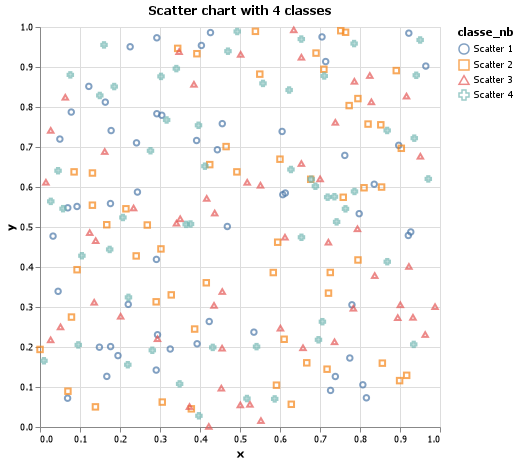 Scatter chart with 4 classes
classe_nb
Scatter 1
Scatter 2
Scatter 3
Scatter 4
1.0
0.9
0.8
0.7
0.6
0.5
0.4
0.3
0.2
0.1
0.0
y
0.0 0.1 0.2 0.3 0.4 0.5 0.6 0.7 0.8 0.9 1.0
x